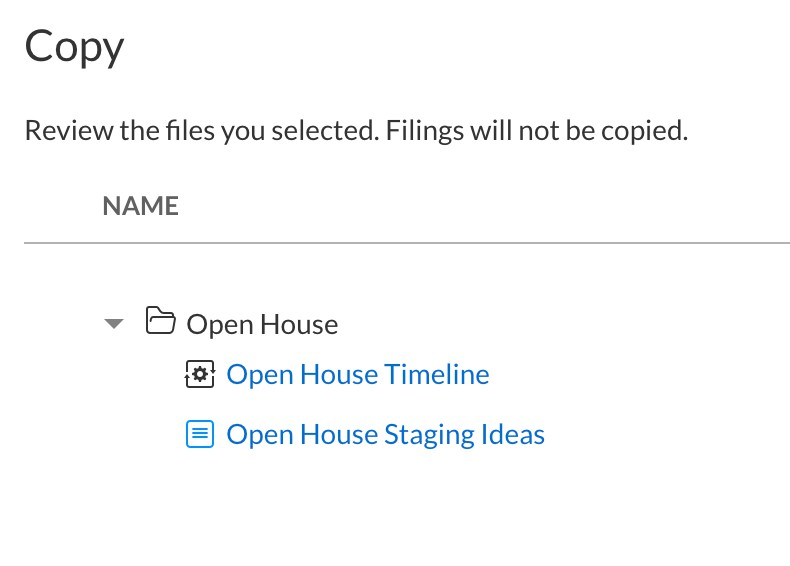 Copy
Review the files you selected. Filings will not be copied.
NAME
Open House
Open House Timeline
Open House Staging Ideas